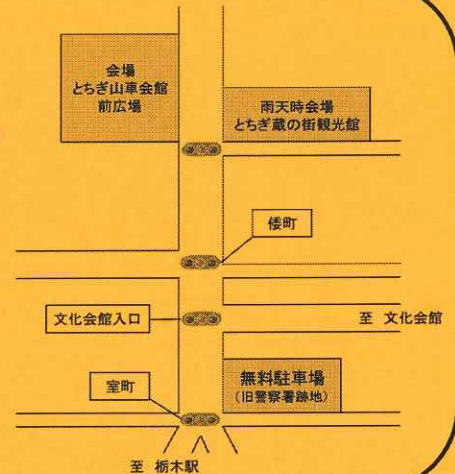 会場
とちぎ山車会館
前広場
雨天時会場
とちぎ蔵の街観光館
倭町
文化会館入口
至 文化会館
室町
無料駐車場
(旧警察署跡地)
至 栃木駅